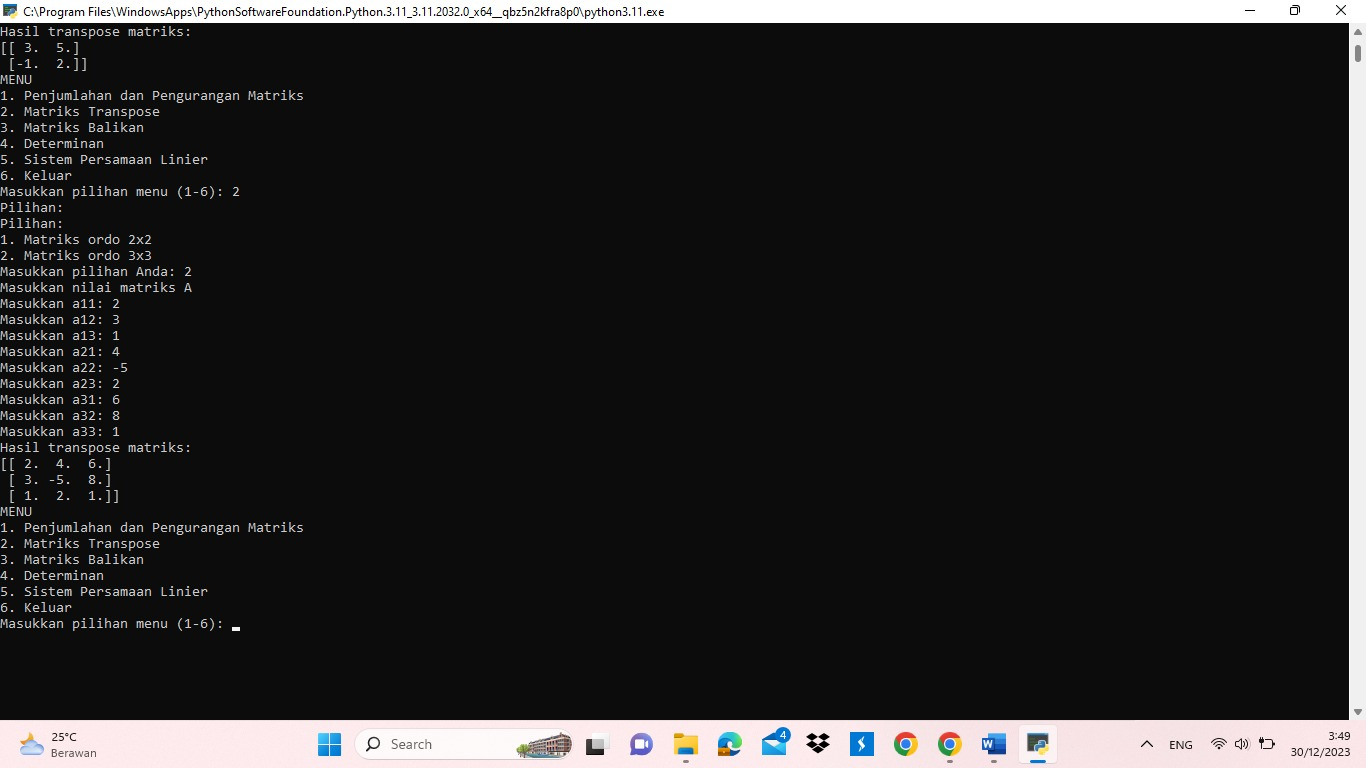 C:\Program Files\WindowsApps\PythonSoftwareFoundation.Python.3.11_3.11.2032.0_x64__qbz5n2kfra8p0\python3.11.exe
Hasil transpose matriks:
[[ 3.  5.]
 [-1.  2.]]
MENU
1. Penjumlahan dan Pengurangan Matriks
2. Matriks Transpose
3. Matriks Balikan
4. Determinan
5. Sistem Persamaan Linier
6. Keluar
Masukkan pilihan menu (1-6): 2
Pilihan:
Pilihan:
1. Matriks ordo 2x2
2. Matriks ordo 3x3
Masukkan pilihan Anda: 2
Masukkan nilai matriks A
Masukkan a11: 2
Masukkan a12: 3
Masukkan a13: 1
Masukkan a21: 4
Masukkan a22: -5
Masukkan a23: 2
Masukkan a31: 6
Masukkan a32: 8
Masukkan a33: 1
Hasil transpose matriks:
[[ 2.  4.  6.]
 [ 3. -5.  8.]
 [ 1.  2.  1.]]
MENU
1. Penjumlahan dan Pengurangan Matriks
2. Matriks Transpose
3. Matriks Balikan
4. Determinan
5. Sistem Persamaan Linier
6. Keluar
Masukkan pilihan menu (1-6):
25°C
Berawan
Search
4
ENG
3:49
30/12/2023